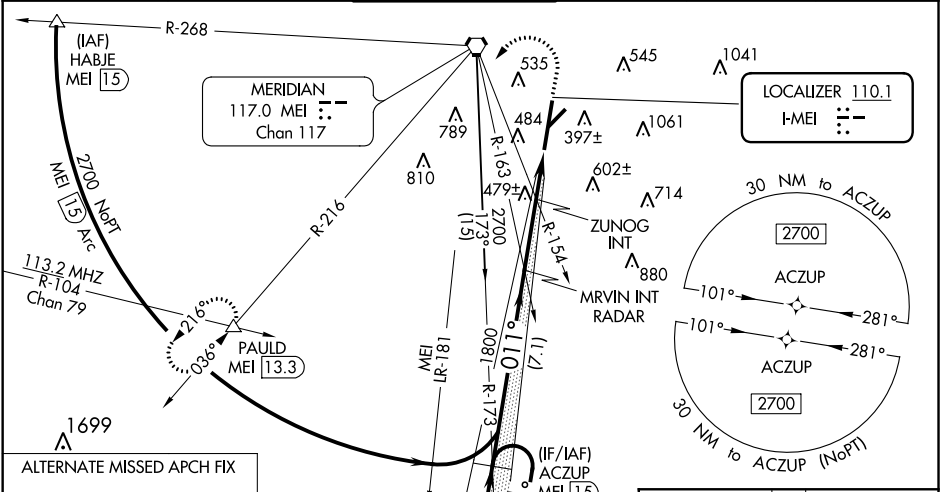 R-268
(IAF)
HABJE
MEI 15
MERIDIAN
117.0 MEI
Chan 117
535
545
1041
LOCALIZER 110.1
I-MEI
789
484
397±
1061
810
R-163
479±
602±
714
2700 NoPT
MEI 15 Arc
R-216
2700
173°
(15)
ZUNOG
INT
R-154
880
MRVIN INT
RADAR
30 NM to ACZUP
2700
ACZUP
101°
281°
101°
281°
ACZUP
2700
30 NM to ACZUP (NoPT)
113.2 MHZ
R-104
Chan 79
216°
036°
PAULD
MEI 13.3
MEI
LR-181
1800
R-173
011°
(7.1)
1699
ALTERNATE MISSED APCH FIX
(IF/IAF)
ACZUP
MEI 15